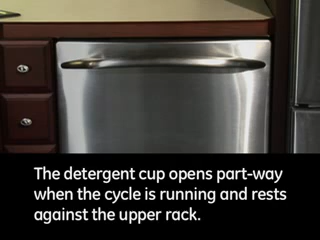 The detergent cup opens part-way
when the cycle is running and rests
against the upper rack.